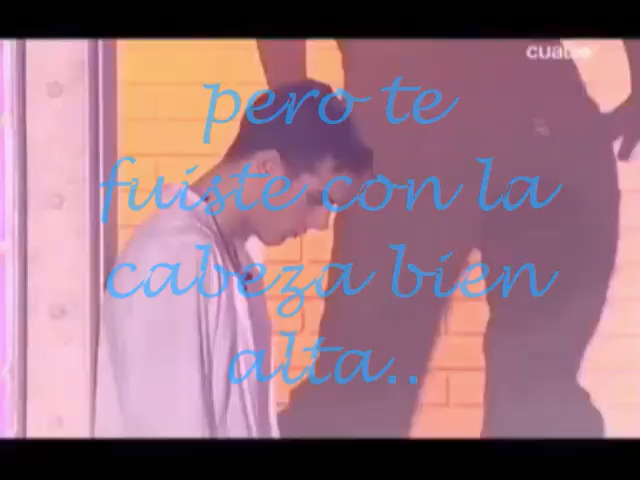 cuatro
pero te
fuiste con la
cabeza bien
alta..